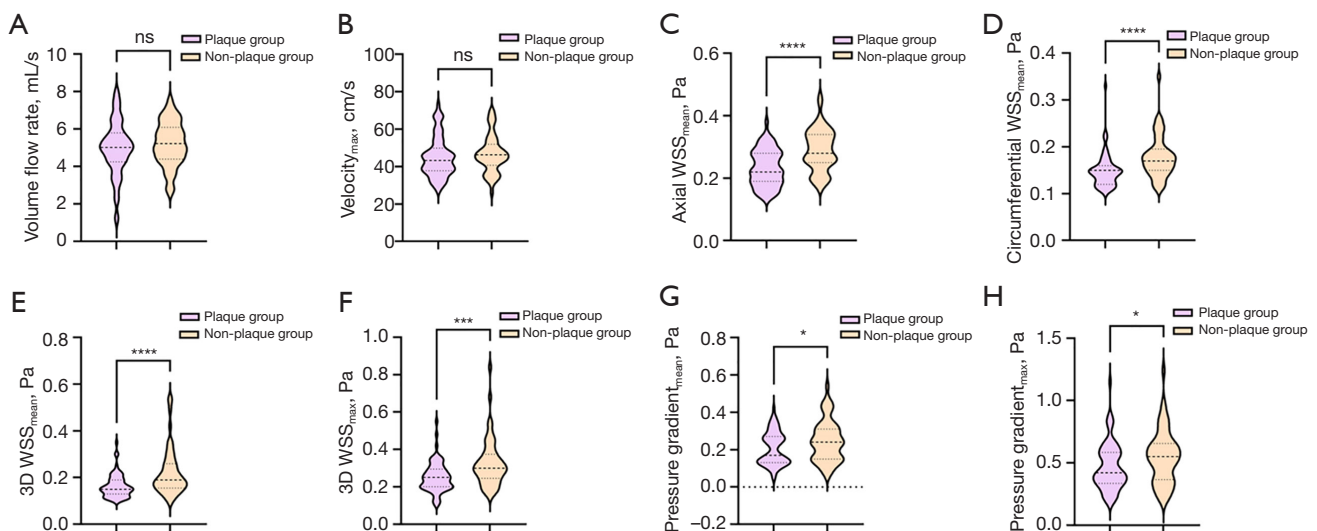 A
Volume flow rate, mL/s
10
8
6
4
2
0
ns
Plaque group
Non-plaque group
B
Velocitymax, cm/s
100
80
60
40
20
0
ns
Plaque group
Non-plaque group
C
Axial WSSmean, Pa
0.6
0.4
0.2
0.0
****
Plaque group
Non-plaque group
D
Circumferential WSSmean, Pa
0.4
0.3
0.2
0.1
0.0
****
Plaque group
Non-plaque group
E
3D WSSmean, Pa
0.8
0.6
0.4
0.2
0.0
****
Plaque group
Non-plaque group
F
3D WSSmax, Pa
1.0
0.8
0.6
0.4
0.2
0.0
***
Plaque group
Non-plaque group
G
Pressure gradientmean, Pa
0.8
0.6
0.4
0.2
0.0
−0.2
*
Plaque group
Non-plaque group
H
Pressure gradientmax, Pa
1.5
1.0
0.5
0.0
*
Plaque group
Non-plaque group